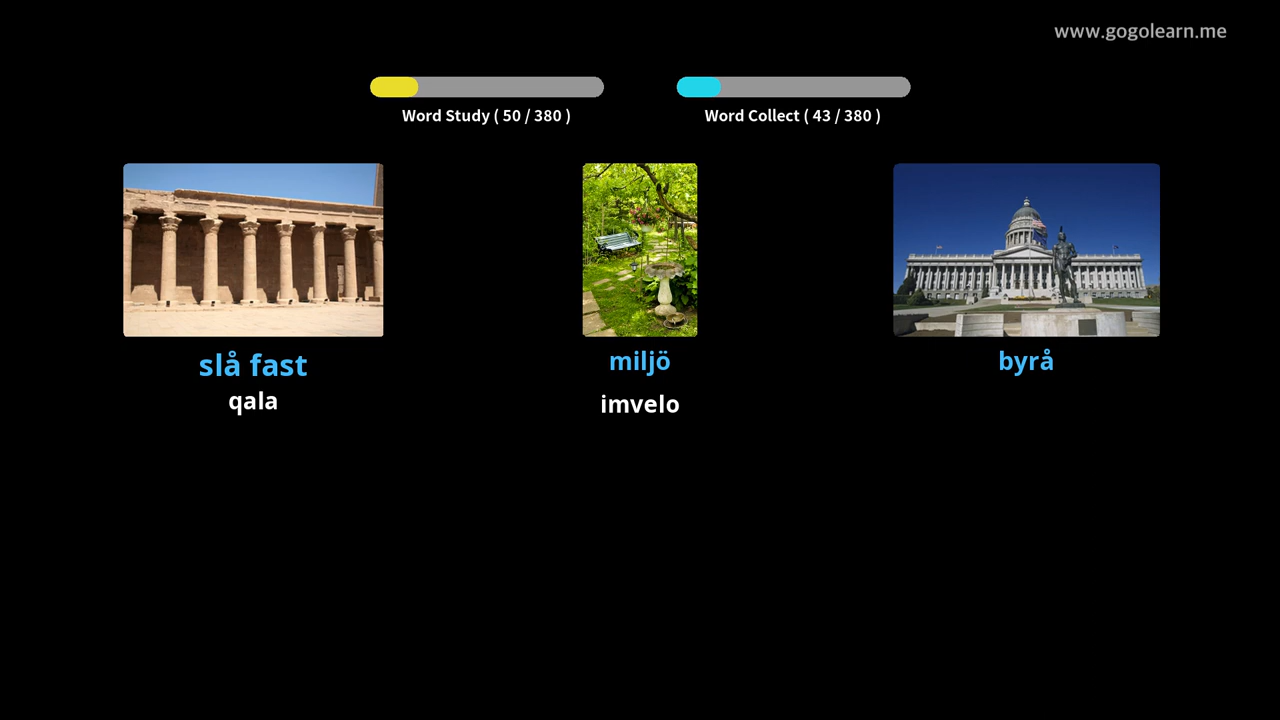 www.gogolearn.me
Word Study ( 50 / 380 )
Word Collect ( 43 / 380 )
slå fast
miljö
byrå
qala
imvelo